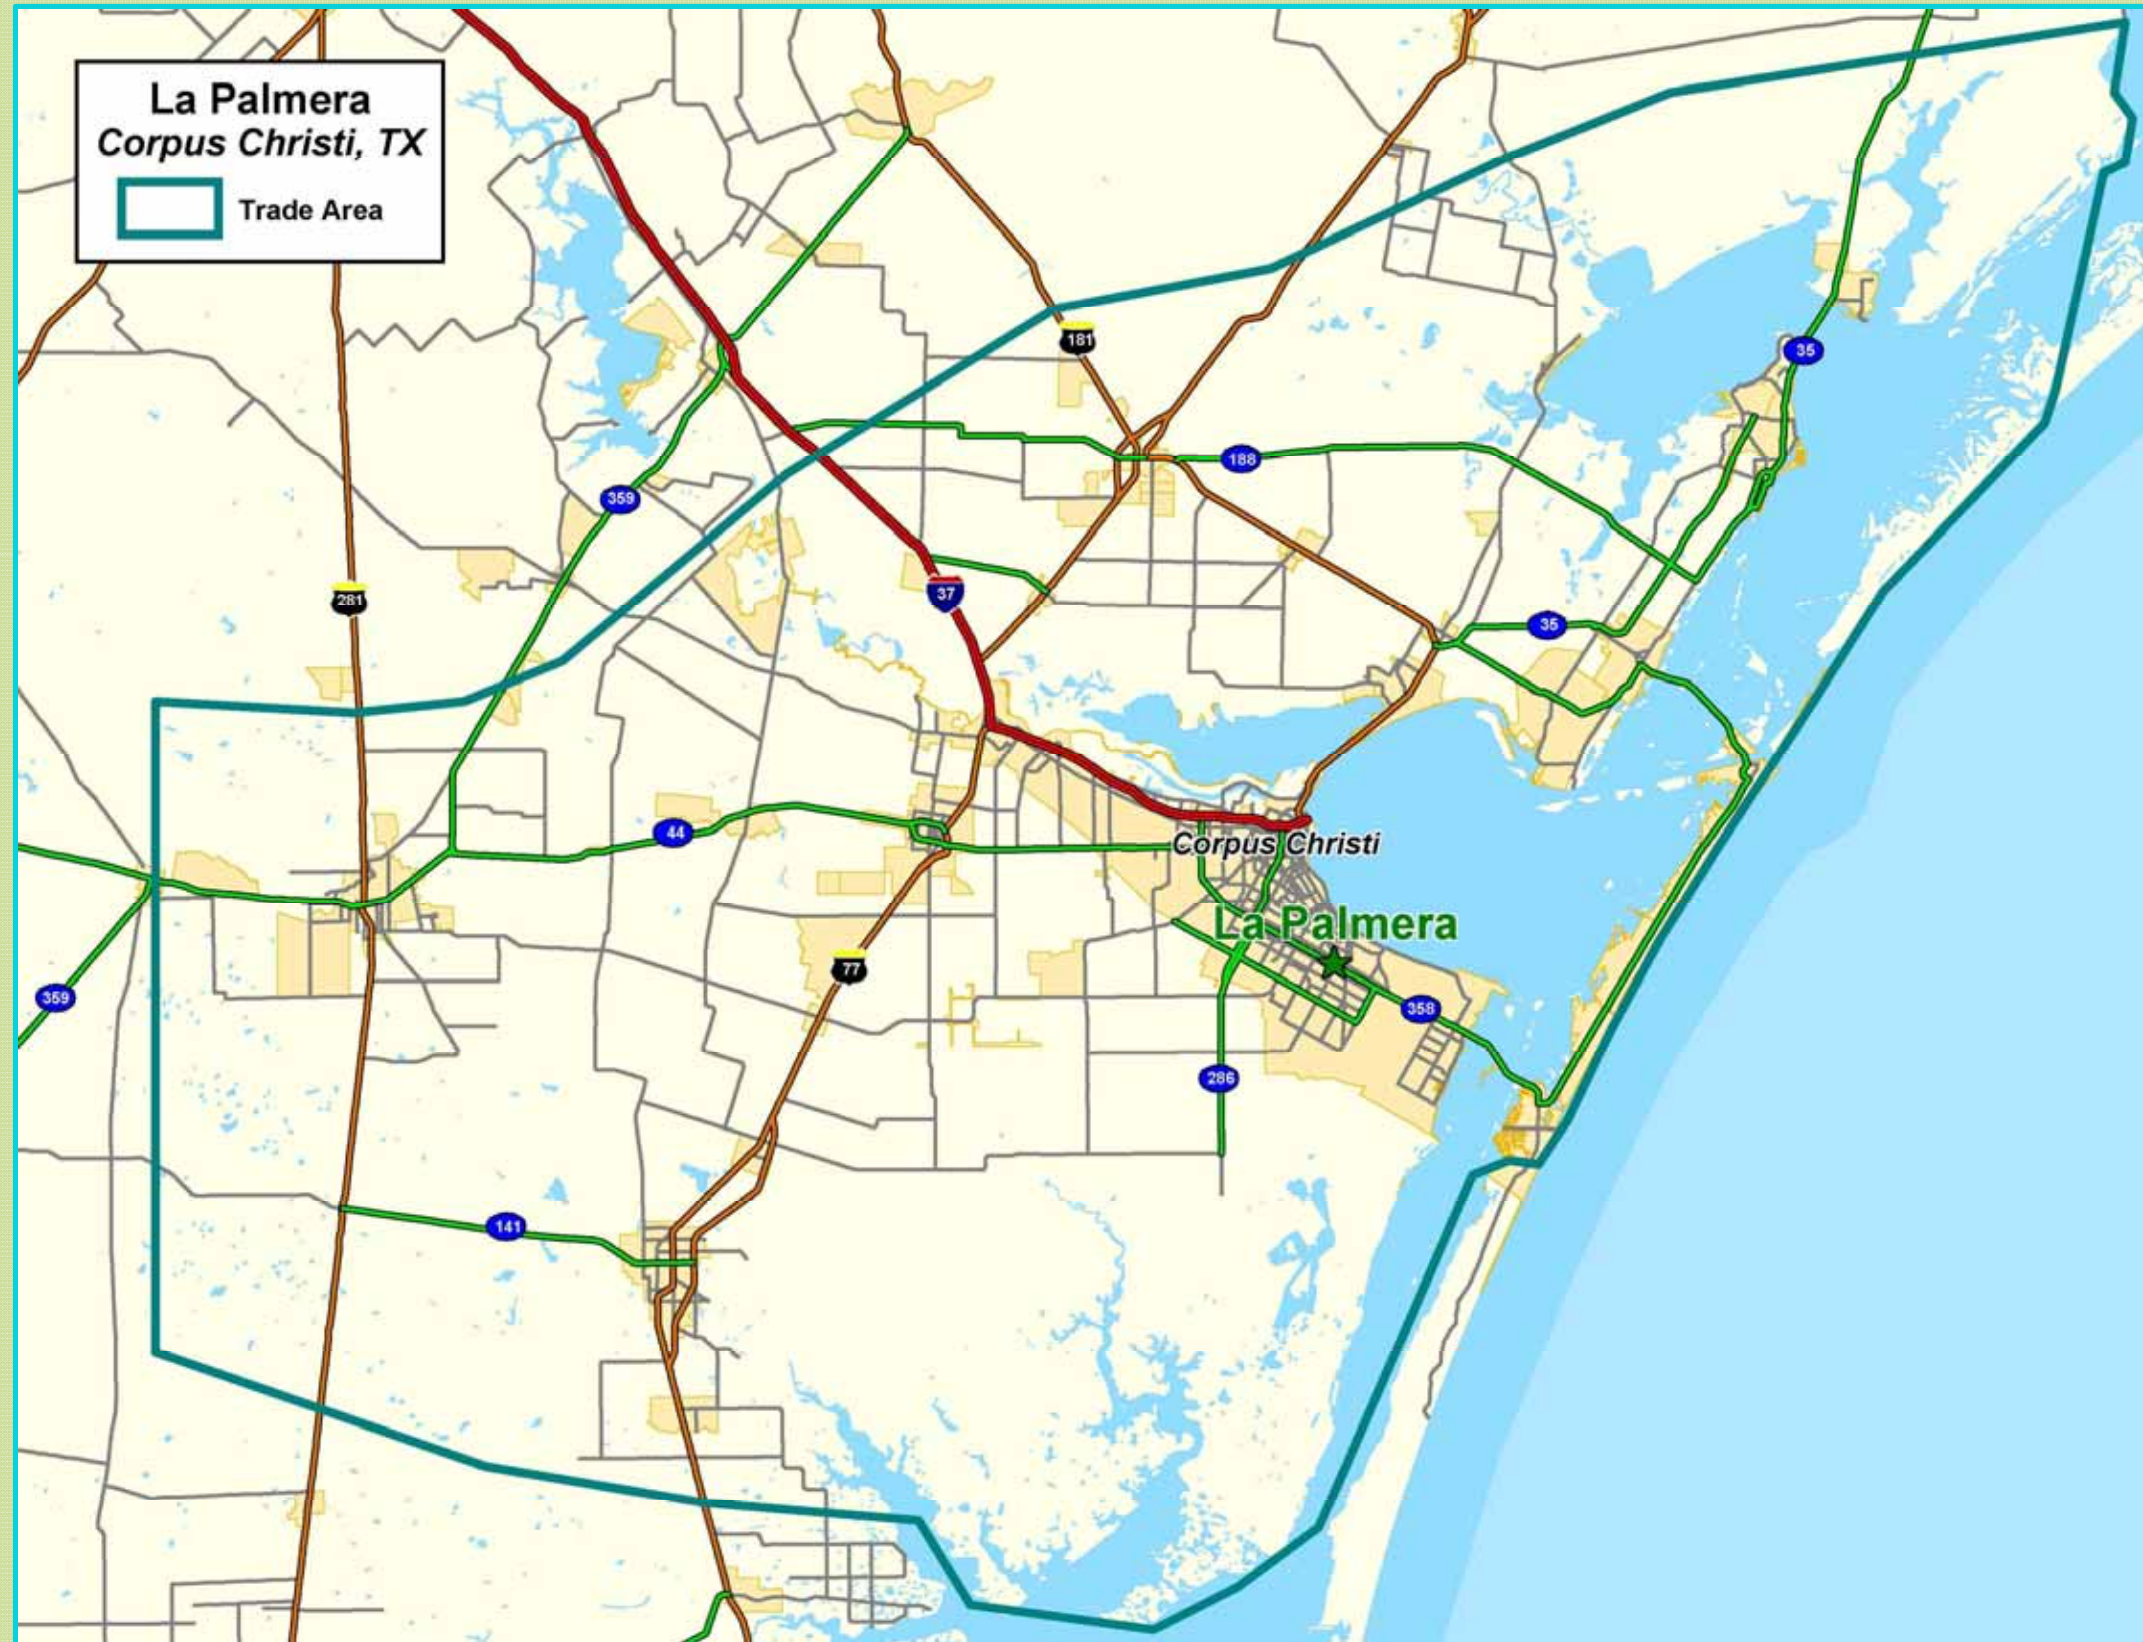 La Palmera
Corpus Christi, TX
Trade Area
181
35
188
359
37
281
35
44
Corpus Christi
La Palmera
77
359
358
286
141